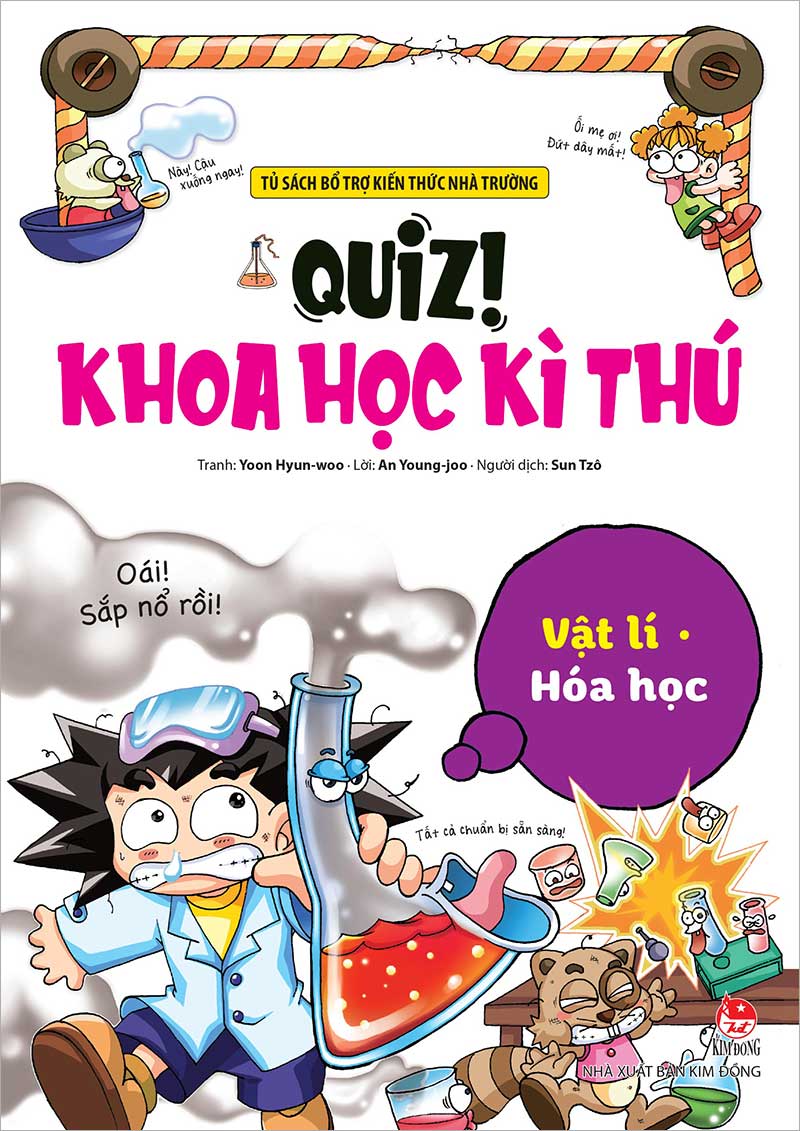 Này! Cậu
xuống ngay!
Ối mẹ ơi!
Đứt dây mất!
TỦ SÁCH BỔ TRỢ KIẾN THỨC NHÀ TRƯỜNG
QUIZ!
KHOA HỌC KÌ THÚ
Tranh: Yoon Hyun-woo · Lời: An Young-joo · Người dịch: Sun Tzô
Oái!
Sắp nổ rồi!
Vật lí ·
Hóa học
Tất cả chuẩn bị sẵn sàng!
KIM ĐỒNG
NHÀ XUẤT BẢN KIM ĐỒNG